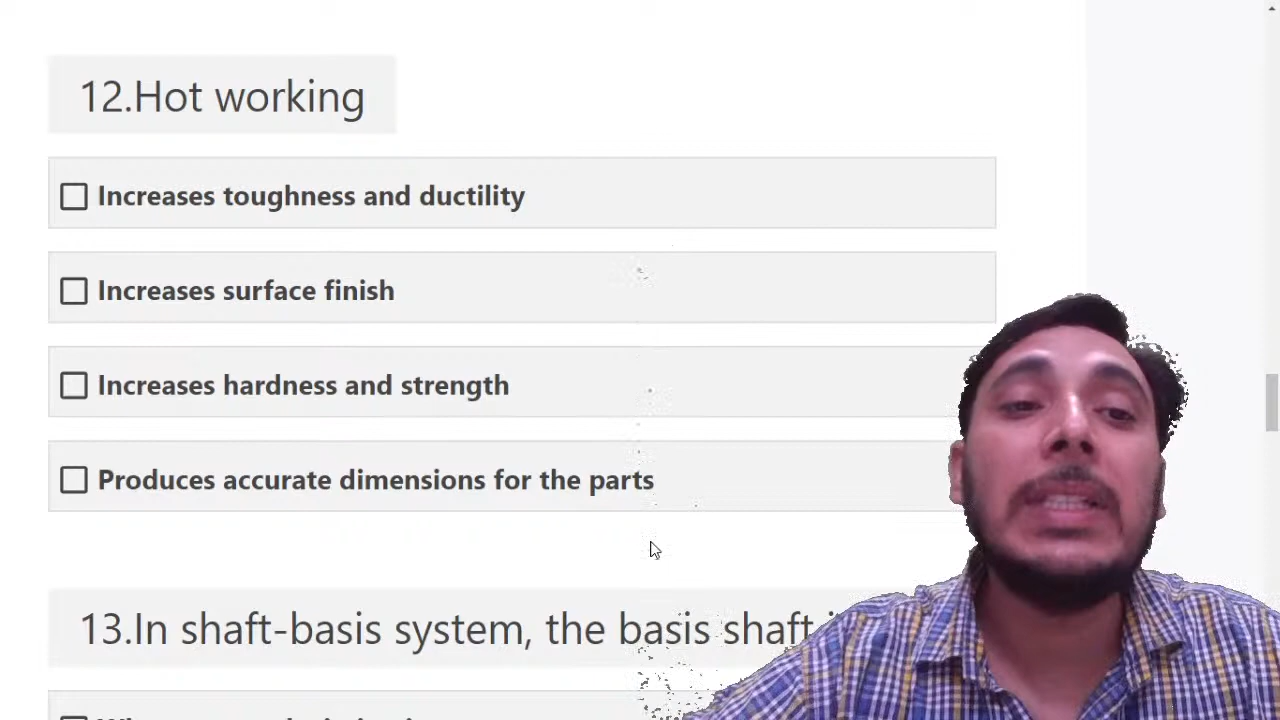 12.Hot working
Increases toughness and ductility
Increases surface finish
Increases hardness and strength
Produces accurate dimensions for the parts
13.In shaft-basis system, the basis shaft